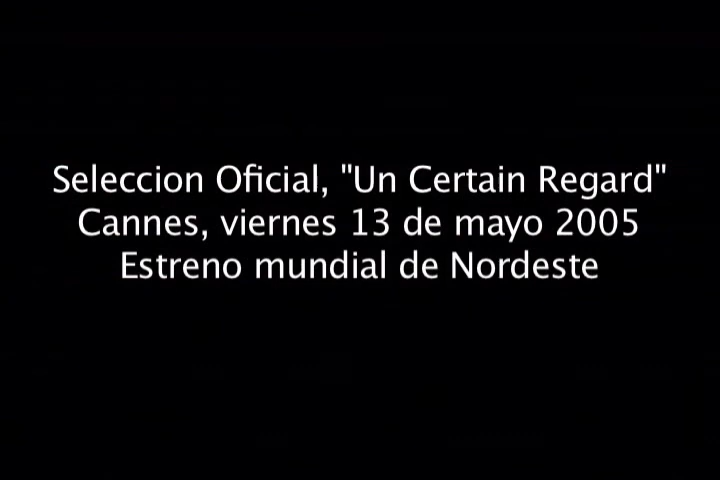 Seleccion Oficial, "Un Certain Regard"
Cannes, viernes 13 de mayo 2005
Estreno mundial de Nordeste